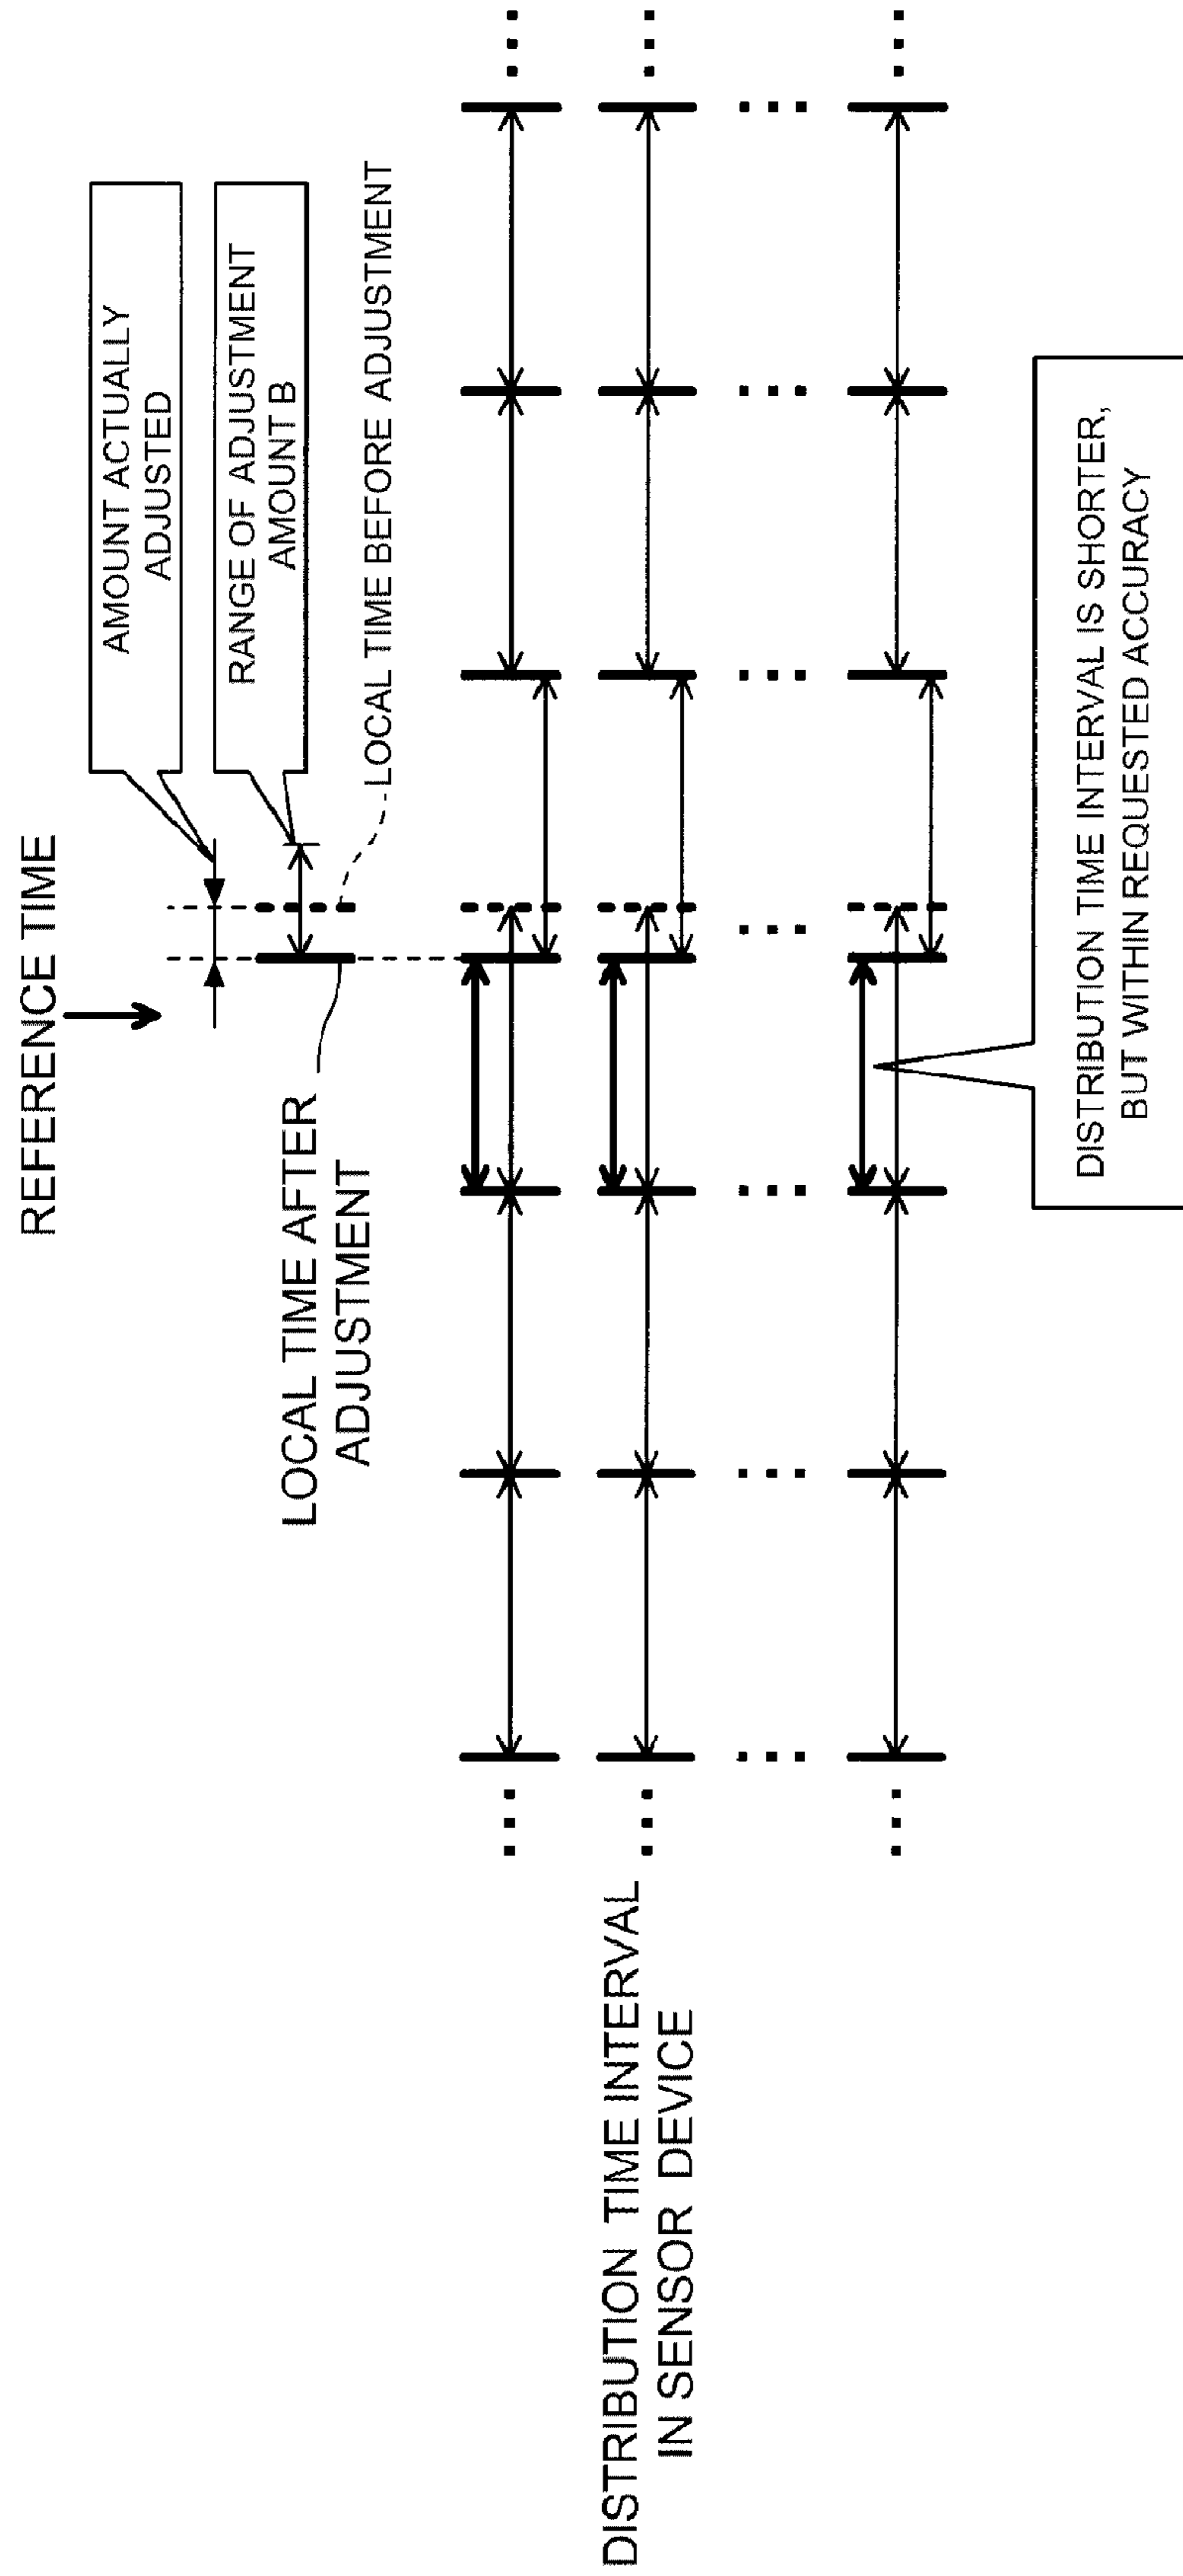 REFERENCE TIME
AMOUNT ACTUALLY
ADJUSTED
RANGE OF ADJUSTMENT
AMOUNT B
LOCAL TIME BEFORE ADJUSTMENT
LOCAL TIME AFTER
ADJUSTMENT
DISTRIBUTION TIME INTERVAL
IN SENSOR DEVICE
DISTRIBUTION TIME INTERVAL IS SHORTER,
BUT WITHIN REQUESTED ACCURACY